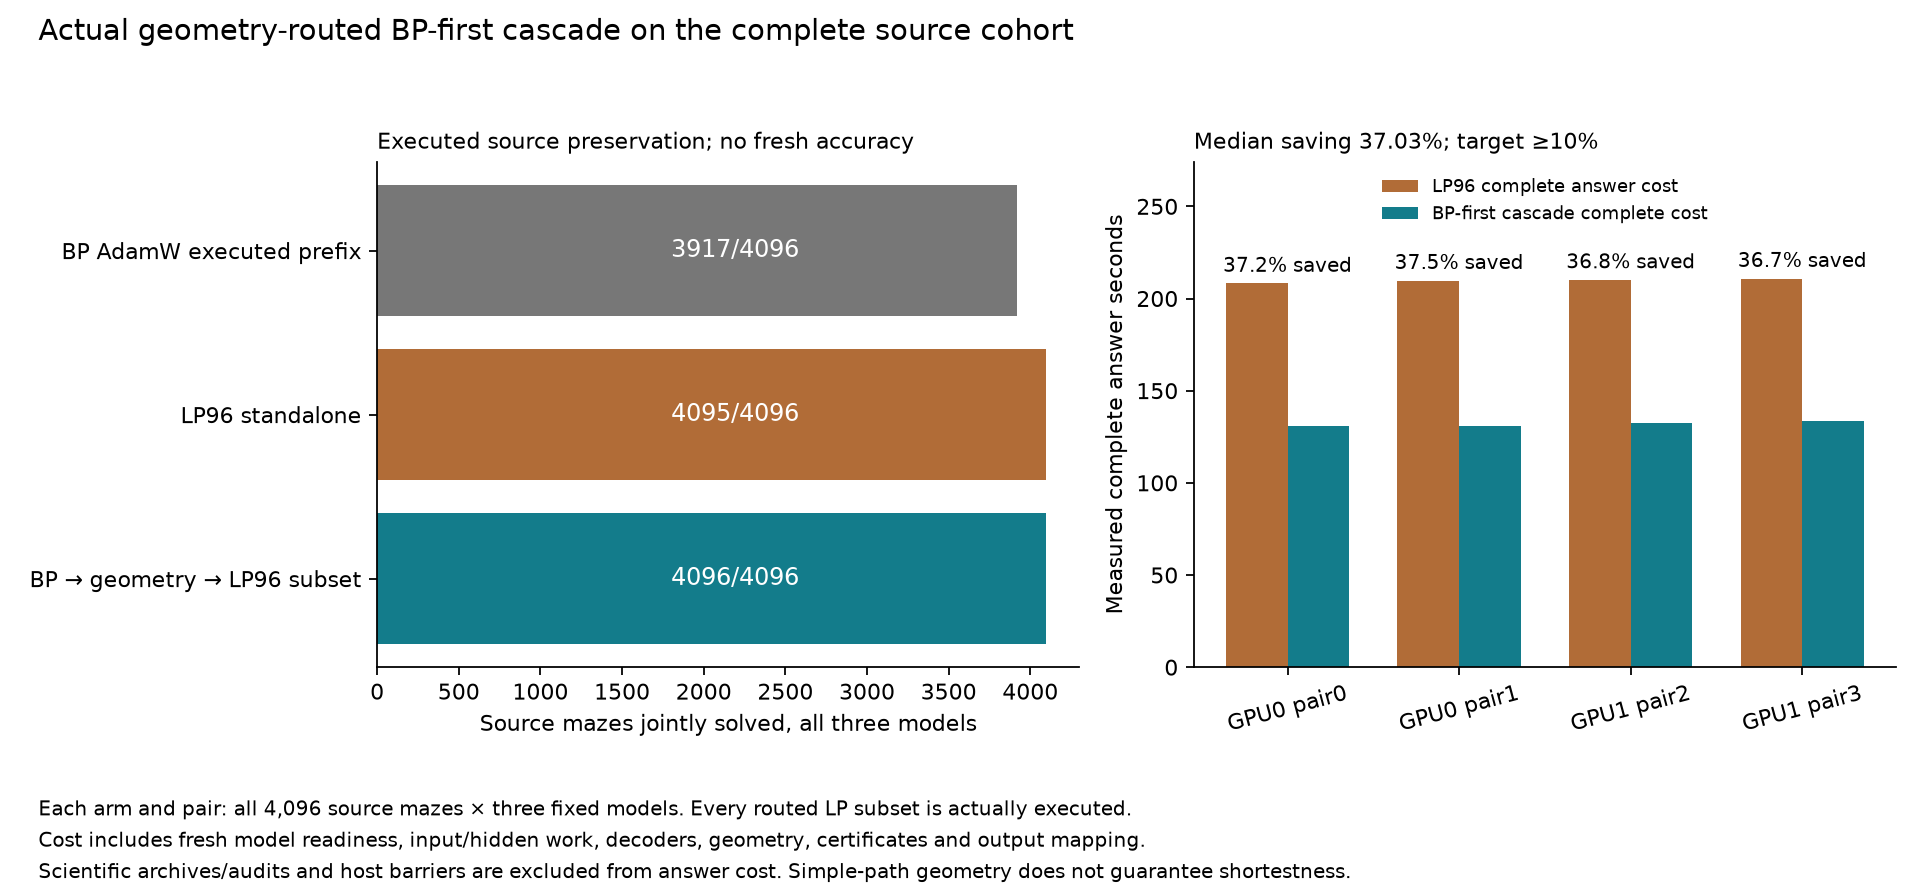 Actual geometry-routed BP-first cascade on the complete source cohort
Executed source preservation; no fresh accuracy
BP AdamW executed prefix
3917/4096
LP96 standalone
4095/4096
BP → geometry → LP96 subset
4096/4096
0 500 1000 1500 2000 2500 3000 3500 4000
Source mazes jointly solved, all three models
Median saving 37.03%; target ≥10%
LP96 complete answer cost
BP-first cascade complete cost
Measured complete answer seconds
250
200
150
100
50
0
37.2% saved
37.5% saved
36.8% saved
36.7% saved
GPU0 pair0
GPU0 pair1
GPU1 pair2
GPU1 pair3
Each arm and pair: all 4,096 source mazes × three fixed models. Every routed LP subset is actually executed.
Cost includes fresh model readiness, input/hidden work, decoders, geometry, certificates and output mapping.
Scientific archives/audits and host barriers are excluded from answer cost. Simple-path geometry does not guarantee shortestness.